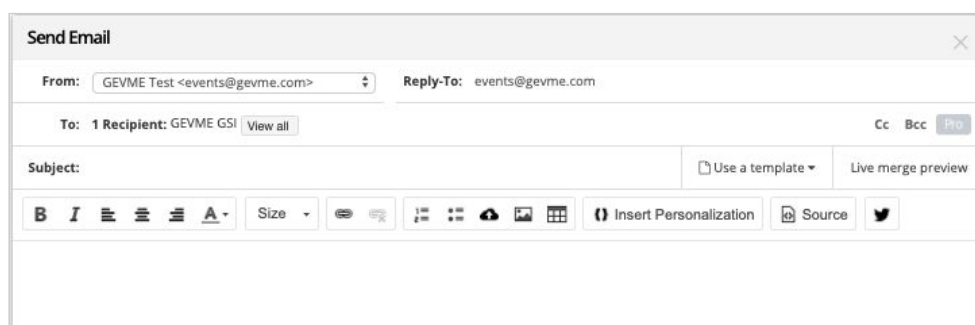 Send Email
From: GEVME Test <events@gevme.com> Reply-To: events@gevme.com
To: 1 Recipient: GEVME GSI View all Cc Bcc Pro
Subject: Use a template Live merge preview
B I A Size Insert Personalization Source